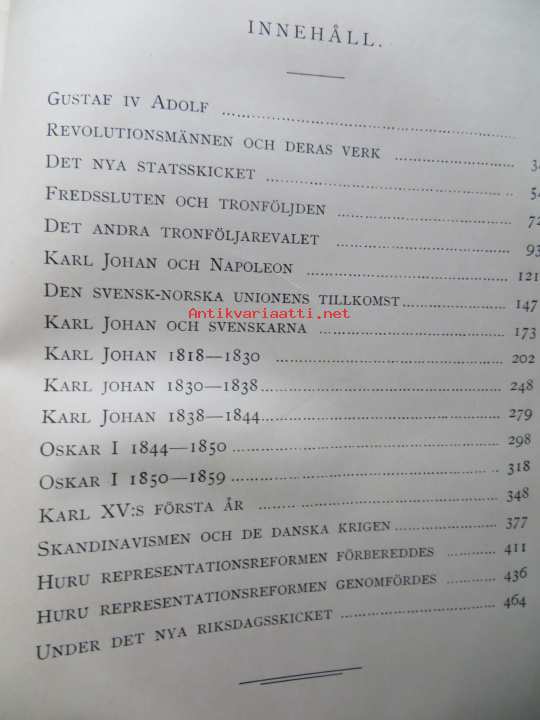 INNEHÅLL.
GUSTAF IV ADOLF
REVOLUTIONSMÄNNEN OCH DERAS VERK
DET NYA STATSSKICKET 54
FREDSSLUTEN OCH TRONFÖLJDEN 72
DET ANDRA TRONFÖLJAREVALET 93
KARL JOHAN OCH NAPOLEON 121
DEN SVENSK-NORSKA UNIONENS TILLKOMST 147
Antikvariaatti.net
KARL JOHAN OCH SVENSKARNA 173
KARL JOHAN 1818—1830 202
KARL JOHAN 1830—1838 248
KARL JOHAN 1838—1844 279
OSKAR I 1844—1850 298
OSKAR I 1850—1859 318
KARL XV:S FÖRSTA ÅR 348
SKANDINAVISMEN OCH DE DANSKA KRIGEN 377
HURU REPRESENTATIONSREFORMEN FÖRBEREDDES 411
HURU REPRESENTATIONSREFORMEN GENOMFÖRDES 436
UNDER DET NYA RIKSDAGSSKICKET 464